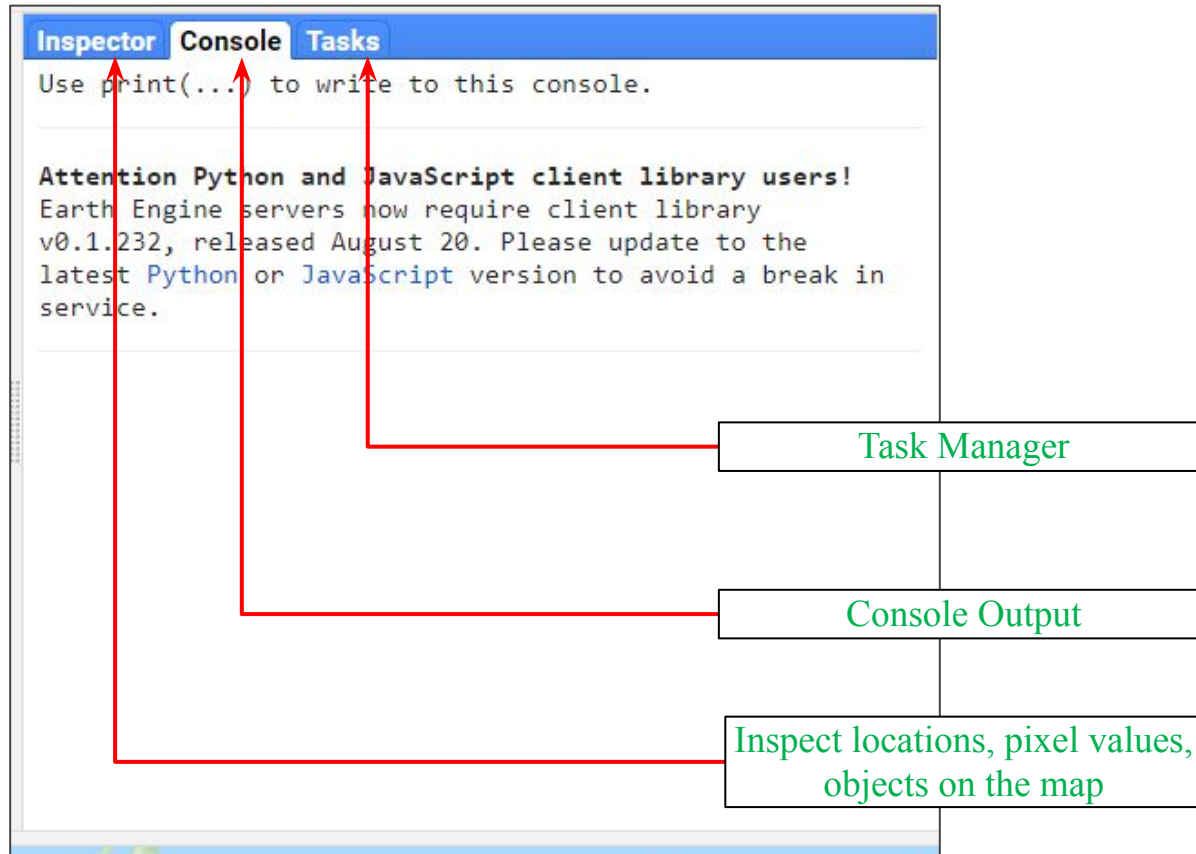 Inspector Console Tasks
Use print(...) to write to this console.
Attention Python and JavaScript client library users!
Earth Engine servers now require client library
v0.1.232, released August 20. Please update to the
latest Python or JavaScript version to avoid a break in
service.
Task Manager
Console Output
Inspect locations, pixel values,
objects on the map